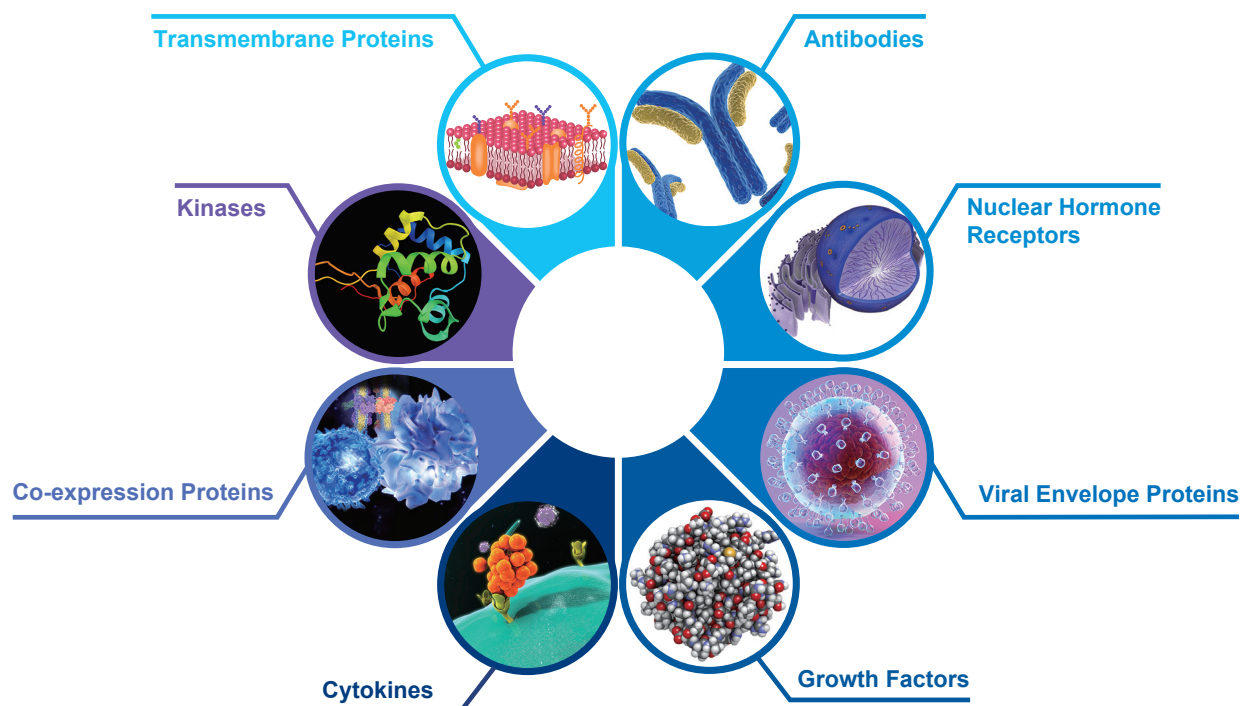 Transmembrane Proteins
Antibodies
Kinases
Nuclear Hormone
Receptors
Co-expression Proteins
Viral Envelope Proteins
Cytokines
Growth Factors